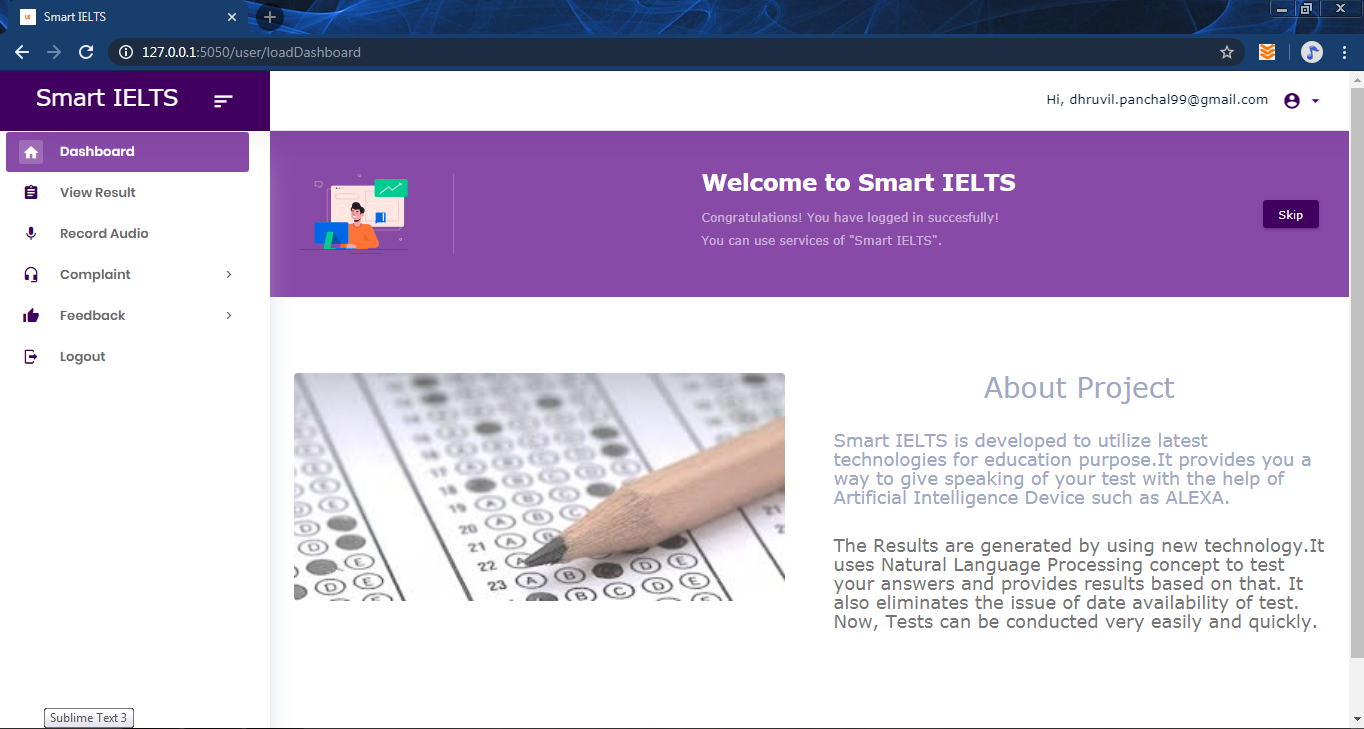 Smart IELTS
127.0.0.1:5050/user/loadDashboard
Smart IELTS
Hi, dhruvil.panchal99@gmail.com
Dashboard
View Result
Record Audio
Complaint
Feedback
Logout
Welcome to Smart IELTS
Congratulations! You have logged in succesfully!
You can use services of "Smart IELTS".
Skip
About Project
Smart IELTS is developed to utilize latest
technologies for education purpose.It provides you a
way to give speaking of your test with the help of
Artificial Intelligence Device such as ALEXA.
The Results are generated by using new technology.It
uses Natural Language Processing concept to test
your answers and provides results based on that. It
also eliminates the issue of date availability of test.
Now, Tests can be conducted very easily and quickly.
18
19
20 A B
21 A B C
22 A B C D E
23 A B C D E
Sublime Text 3